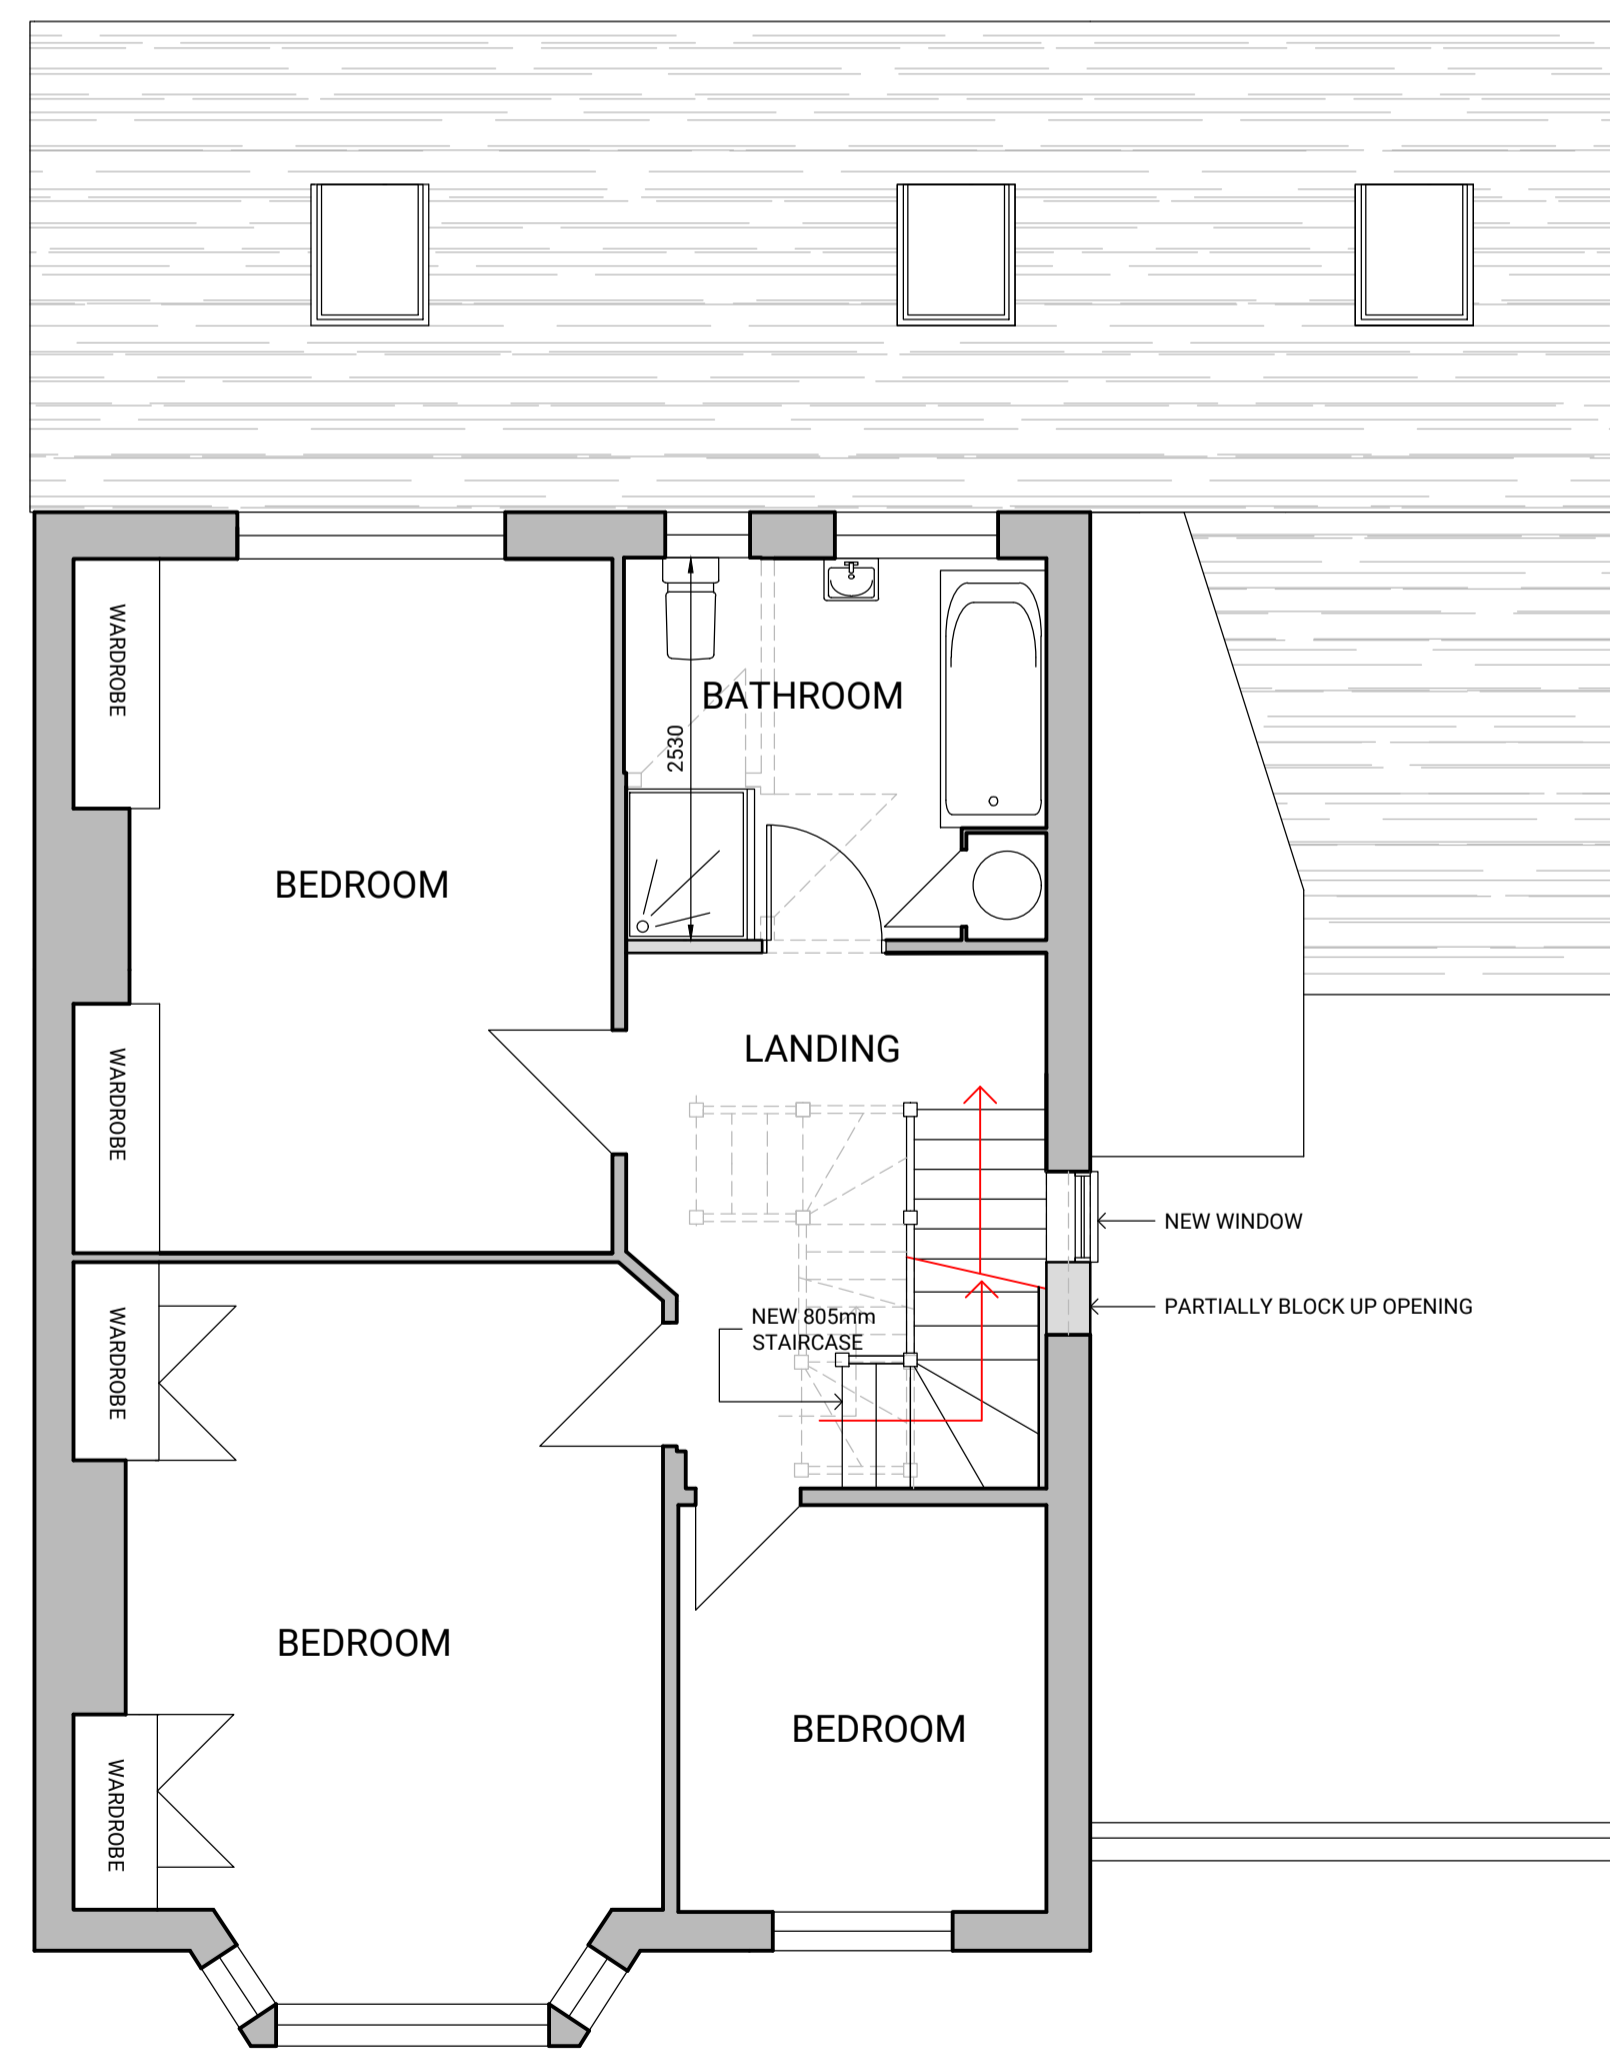 WARDROBE
BATHROOM
2530
BEDROOM
LANDING
WARDROBE
NEW WINDOW
PARTIALLY BLOCK UP OPENING
NEW 805mm
STAIRCASE
WARDROBE
BEDROOM
BEDROOM
WARDROBE